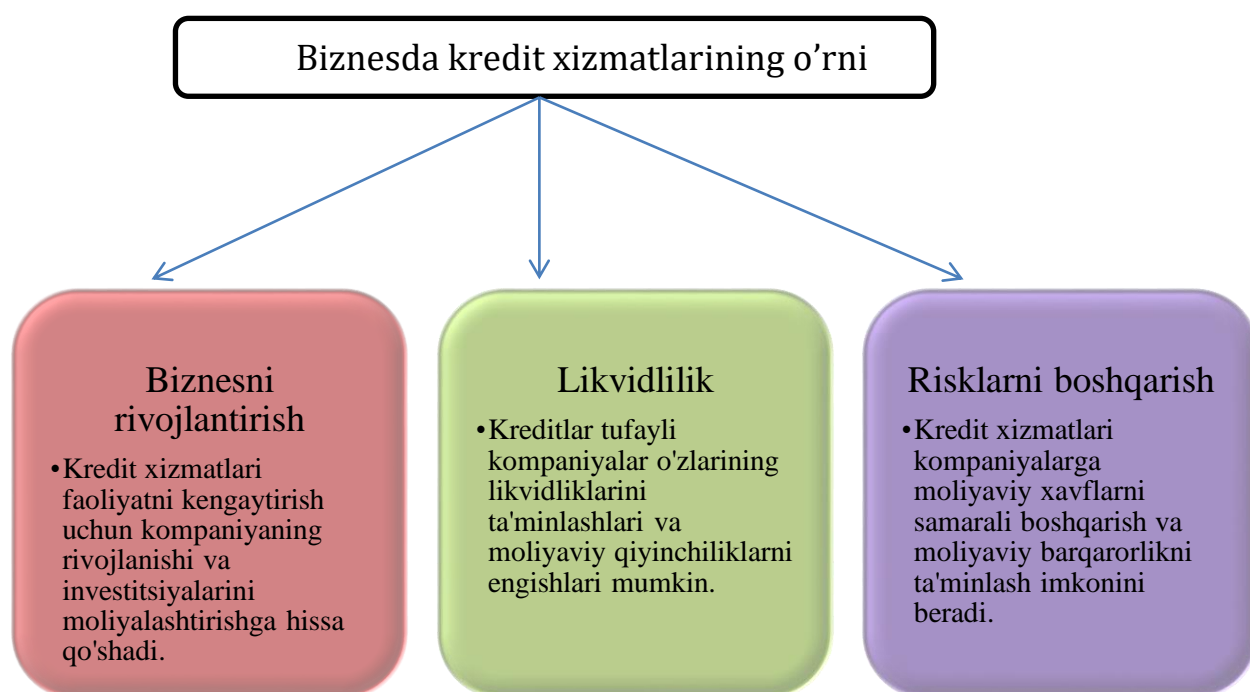 Biznesda kredit xizmatlarining o’rni
Biznesni
rivojlantirish
•Kredit xizmatlari
faoliyatni kengaytirish
uchun kompaniyaning
rivojlanishi va
investitsiyalarini
moliyalashtirishga hissa
qo'shadi.
Likvidlilik
•Kreditlar tufayli
kompaniyalar o'zlarining
likvidliklarini
ta'minlashlari va
moliyaviy qiyinchiliklarni
engishlari mumkin.
Risklarni boshqarish
•Kredit xizmatlari
kompaniyalarga
moliyaviy xavflarni
samarali boshqarish va
moliyaviy barqarorlikni
ta'minlash imkonini
beradi.